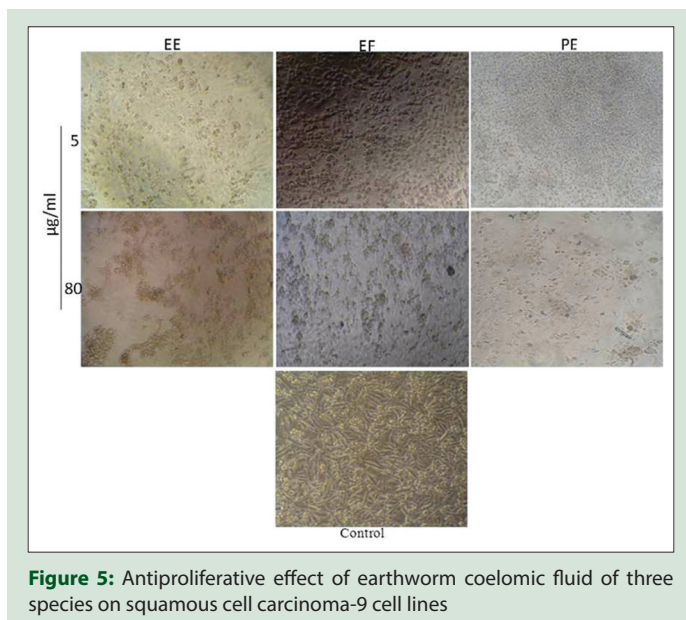 EE EF PE
5
µg/ml
80
Control
Figure 5: Antiproliferative effect of earthworm coelomic fluid of three
species on squamous cell carcinoma-9 cell lines